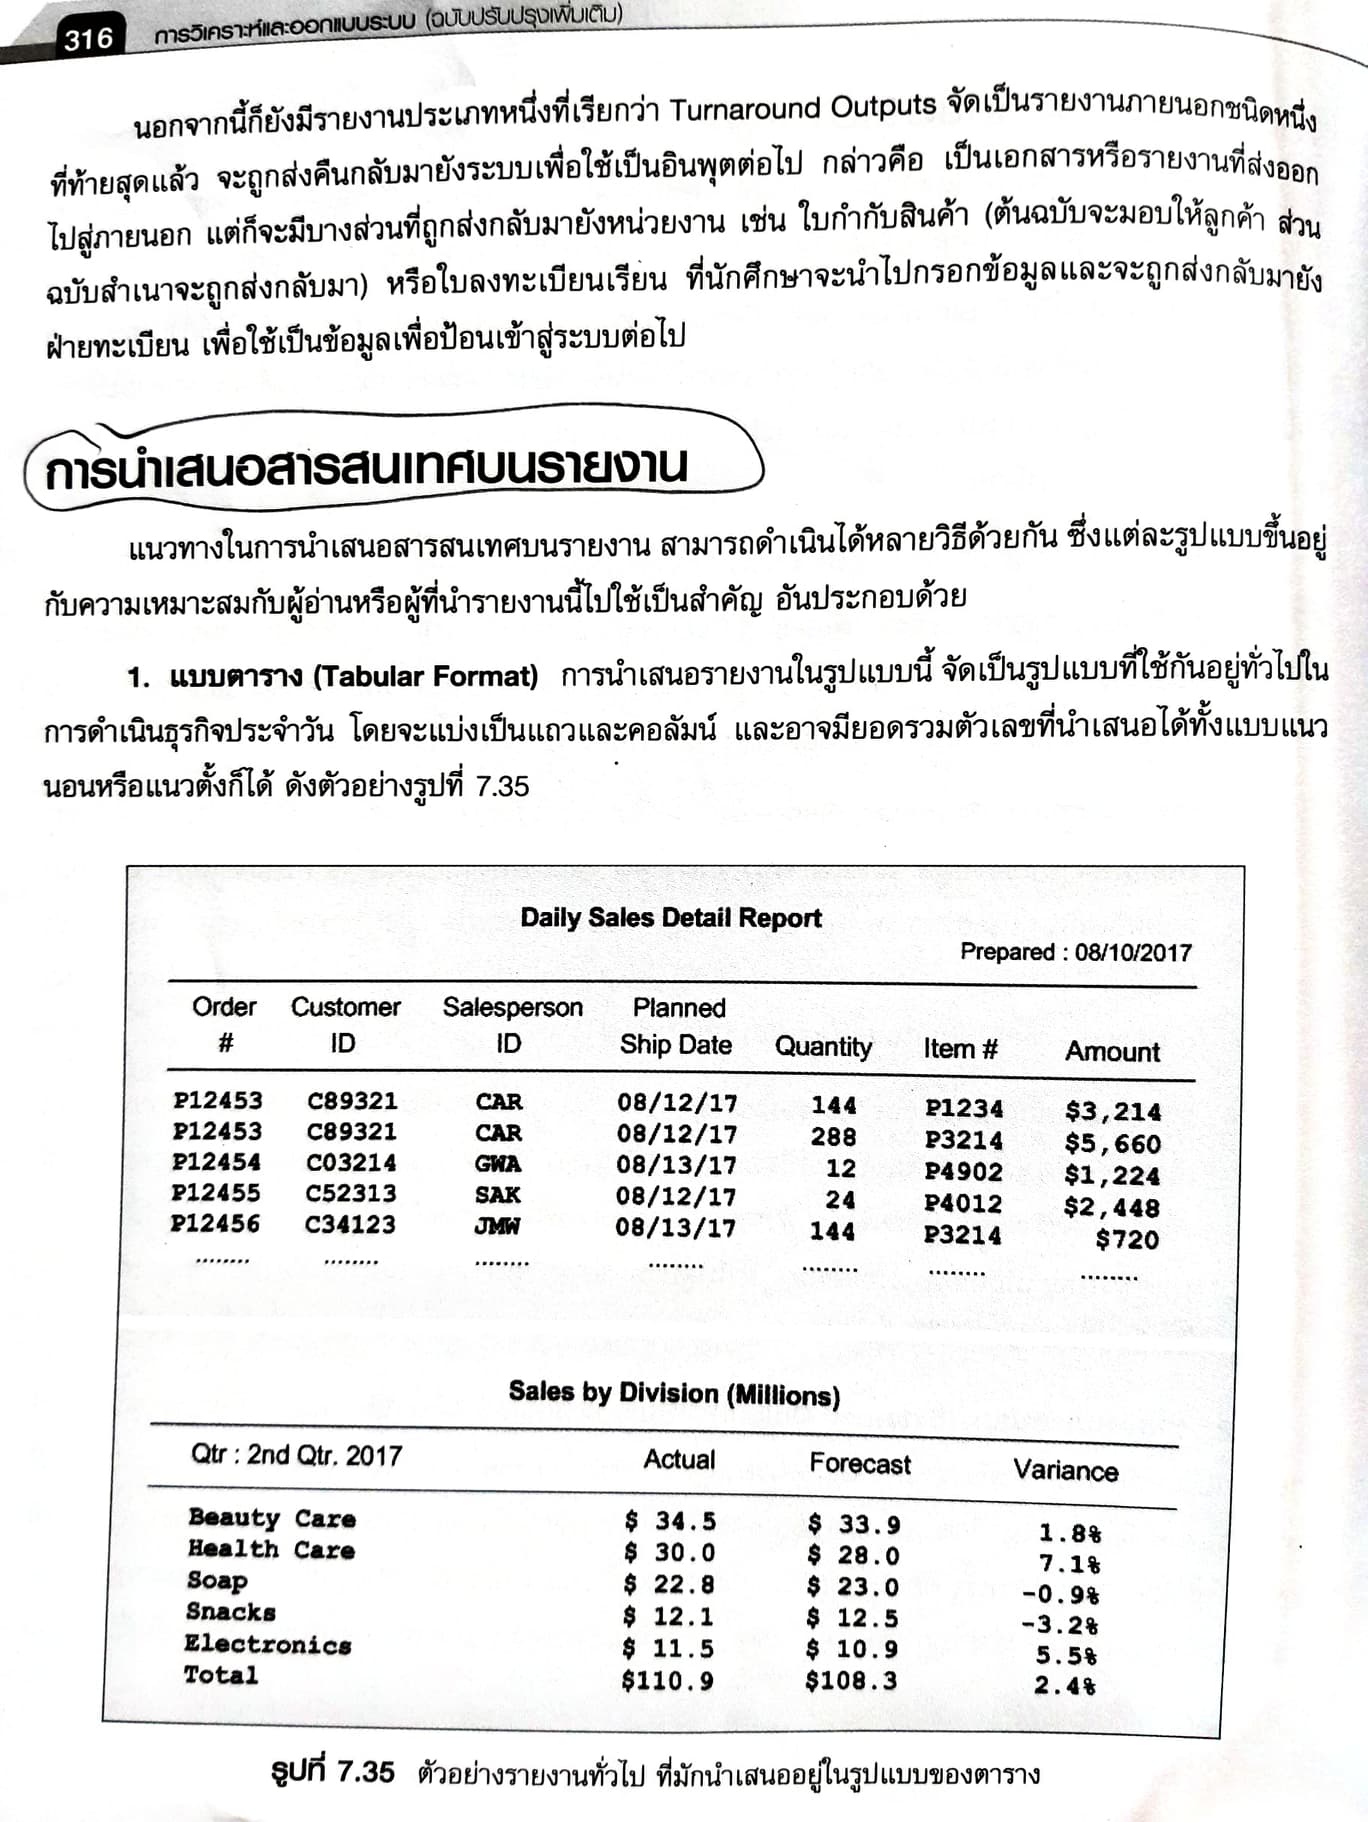 316 การวิเคราะห์และออกแบบระบบ (ฉบับปรับปรุงเพิ่มเติม)
นอกจากนี้ก็ยังมีรายงานประเภทหนึ่งที่เรียกว่า Turnaround Outputs จัดเป็นรายงานภายนอกชนิดหนึ่ง
ที่ท้ายสุดแล้ว จะถูกส่งคืนกลับมายังระบบเพื่อใช้เป็นอินพุตต่อไป กล่าวคือ เป็นเอกสารหรือรายงานที่ส่งออก
ไปสู่ภายนอก แต่ก็จะมีบางส่วนที่ถูกส่งกลับมายังหน่วยงาน เช่น ใบกำกับสินค้า (ต้นฉบับจะมอบให้ลูกค้า ส่วน
ฉบับสำเนาจะถูกส่งกลับมา) หรือใบลงทะเบียนเรียน ที่นักศึกษาจะนำไปกรอกข้อมูลและจะถูกส่งกลับมายัง
ฝ่ายทะเบียน เพื่อใช้เป็นข้อมูลเพื่อป้อนเข้าสู่ระบบต่อไป
การนำเสนอสารสนเทศบนรายงาน
แนวทางในการนำเสนอสารสนเทศบนรายงาน สามารถดำเนินได้หลายวิธีด้วยกัน ซึ่งแต่ละรูปแบบขึ้นอยู่
กับความเหมาะสมกับผู้อ่านหรือผู้ที่นำรายงานนี้ไปใช้เป็นสำคัญ อันประกอบด้วย
1. แบบตาราง (Tabular Format) การนำเสนอรายงานในรูปแบบนี้ จัดเป็นรูปแบบที่ใช้กันอยู่ทั่วไปใน
การดำเนินธุรกิจประจำวัน โดยจะแบ่งเป็นแถวและคอลัมน์ และอาจมียอดรวมตัวเลขที่นำเสนอได้ทั้งแบบแนว
นอนหรือแนวตั้งก็ได้ ดังตัวอย่างรูปที่ 7.35
Daily Sales Detail Report
Prepared : 08/10/2017
Order Customer Salesperson Planned
# ID ID Ship Date Quantity Item # Amount
P12453 C89321 CAR 08/12/17 144 P1234 $3,214
P12453 C89321 CAR 08/12/17 288 P3214 $5,660
P12454 C03214 GWA 08/13/17 12 P4902 $1,224
P12455 C52313 SAK 08/12/17 24 P4012 $2,448
P12456 C34123 JMW 08/13/17 144 P3214 $720
........ ........ ........ ........ ........ ........ ........
Sales by Division (Millions)
Qtr : 2nd Qtr. 2017 Actual Forecast Variance
Beauty Care $ 34.5 $ 33.9 1.8%
Health Care $ 30.0 $ 28.0 7.1%
Soap $ 22.8 $ 23.0 -0.9%
Snacks $ 12.1 $ 12.5 -3.2%
Electronics $ 11.5 $ 10.9 5.5%
Total $110.9 $108.3 2.4%
รูปที่ 7.35 ตัวอย่างรายงานทั่วไป ที่มักนำเสนออยู่ในรูปแบบของตาราง